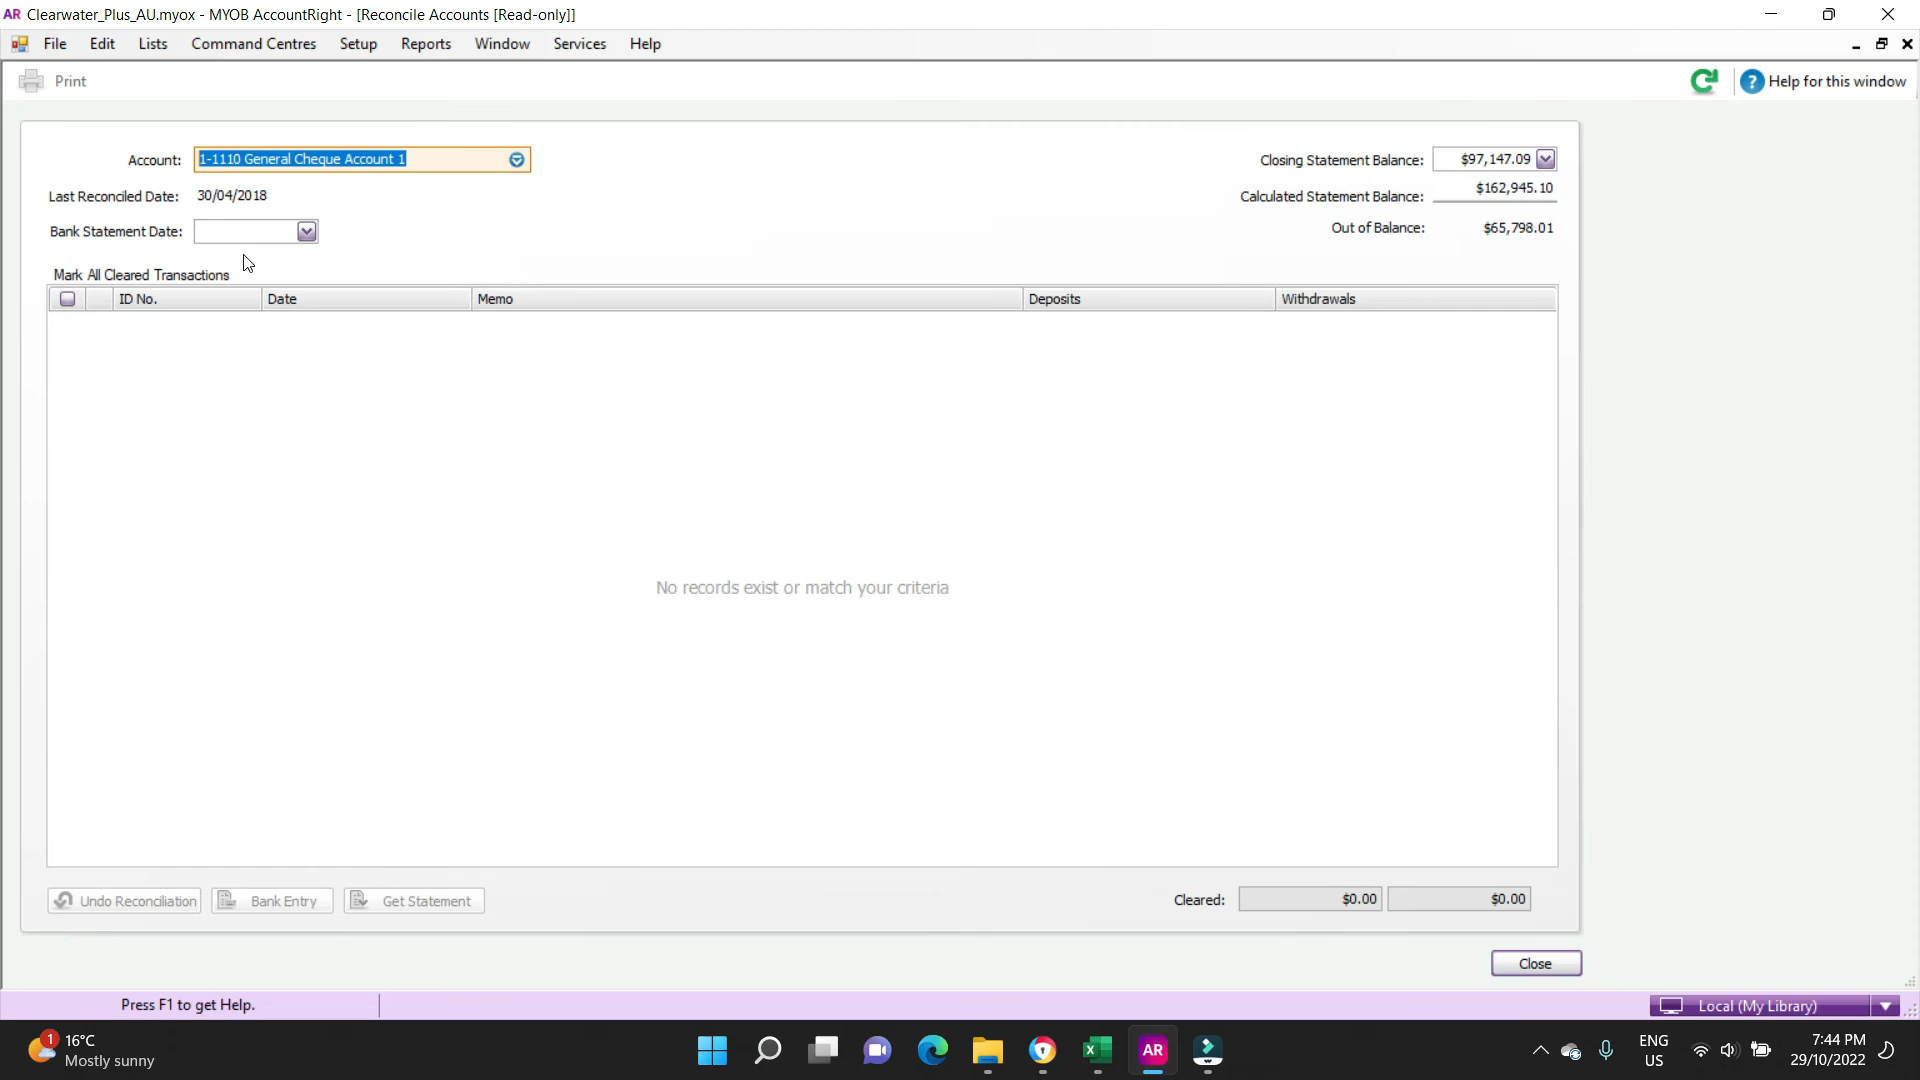 AR Clearwater_Plus_AU.myox - MYOB AccountRight - [Reconcile Accounts [Read-only]]
File Edit Lists Command Centres Setup Reports Window Services Help
Print
? Help for this window
Account: 1-1110 General Cheque Account 1
Closing Statement Balance: $97,147.09
Last Reconciled Date: 30/04/2018
Calculated Statement Balance: $162,945.10
Bank Statement Date:
Out of Balance: $65,798.01
Mark All Cleared Transactions
ID No. Date Memo Deposits Withdrawals
No records exist or match your criteria
Undo Reconciliation Bank Entry Get Statement
Cleared: $0.00 $0.00
Close
Press F1 to get Help.
Local (My Library)
1 16°C
Mostly sunny
AR
ENG
US
7:44 PM
29/10/2022